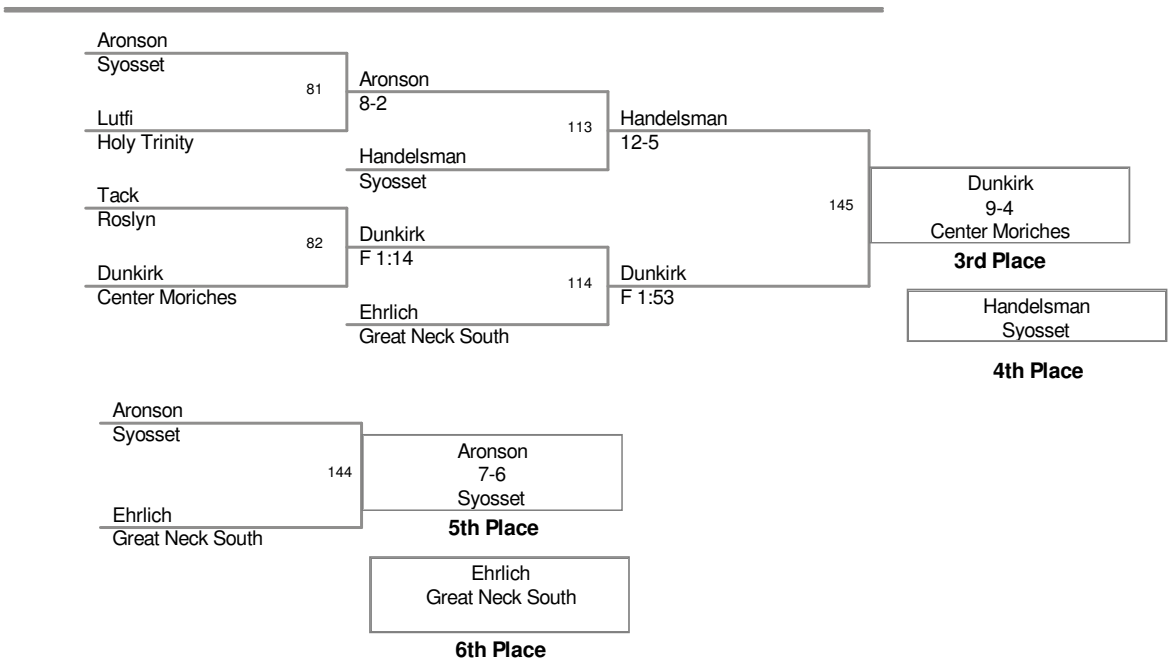 Aronson
Syosset
81
Lutfi
Holy Trinity
Aronson
8-2
113
Handelsman
Syosset
Handelsman
12-5
Tack
Roslyn
82
Dunkirk
Center Moriches
Dunkirk
F 1:14
114
Ehrlich
Great Neck South
Dunkirk
F 1:53
145
Dunkirk
9-4
Center Moriches
3rd Place
Handelsman
Syosset
4th Place
Aronson
Syosset
144
Ehrlich
Great Neck South
Aronson
7-6
Syosset
5th Place
Ehrlich
Great Neck South
6th Place